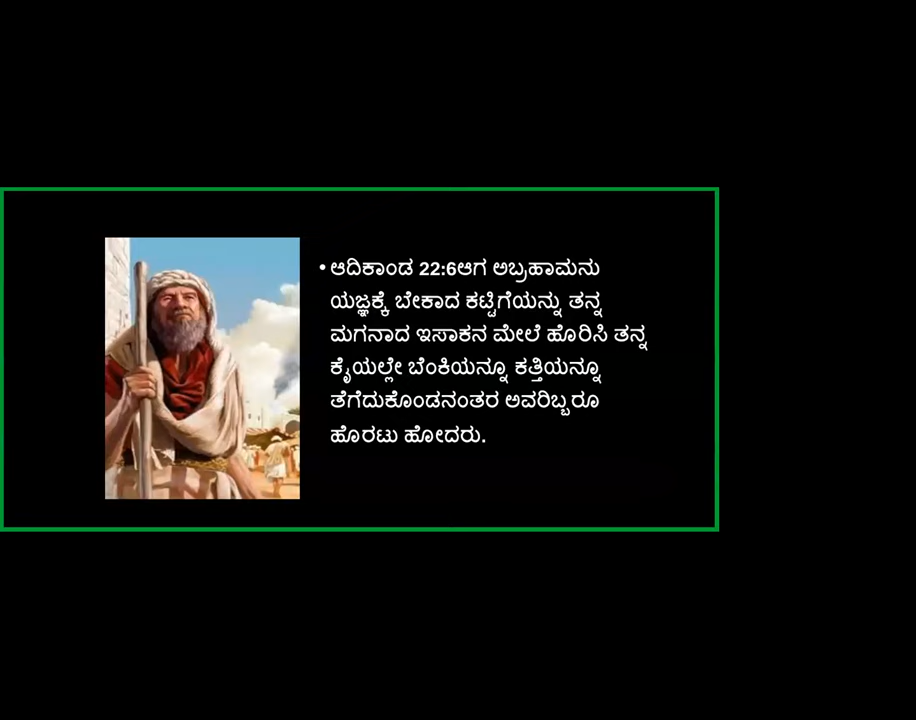 • ಆದಿಕಾಂಡ 22:6ಆಗ ಅಬ್ರಹಾಮನು
ಯಜ್ಞಕ್ಕೆ ಬೇಕಾದ ಕಟ್ಟಿಗೆಯನ್ನು ತನ್ನ
ಮಗನಾದ ಇಸಾಕನ ಮೇಲೆ ಹೊರಿಸಿ ತನ್ನ
ಕೈಯಲ್ಲೇ ಬೆಂಕಿಯನ್ನೂ ಕತ್ತಿಯನ್ನೂ
ತೆಗೆದುಕೊಂಡನಂತರ ಅವರಿಬ್ಬರೂ
ಹೊರಟು ಹೋದರು.